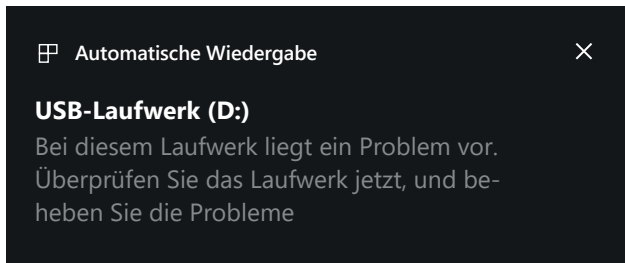 Automatische Wiedergabe
USB-Laufwerk (D:)
Bei diesem Laufwerk liegt ein Problem vor.
Überprüfen Sie das Laufwerk jetzt, und be-
heben Sie die Probleme